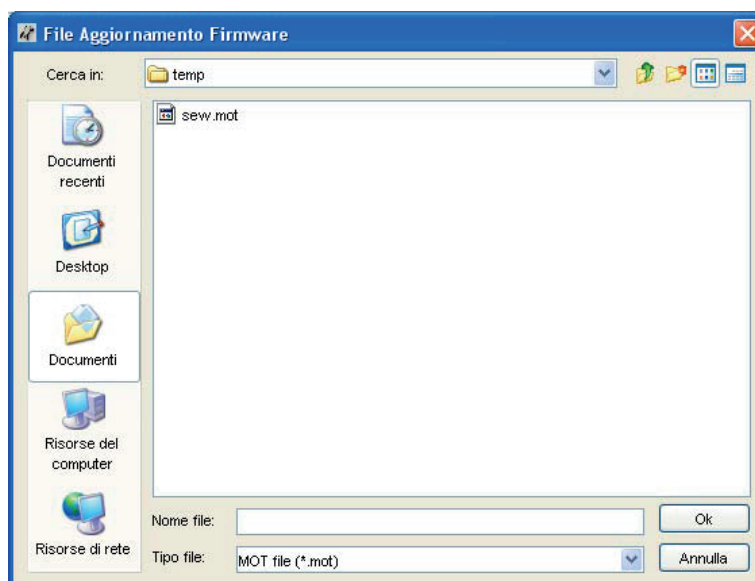 File Aggiornamento Firmware
Cerca in:
temp
sew.mot
Documenti
recenti
Desktop
Documenti
Risorse del
computer
Risorse di rete
Nome file:
Ok
Tipo file:
MOT file (*.mot)
Annulla